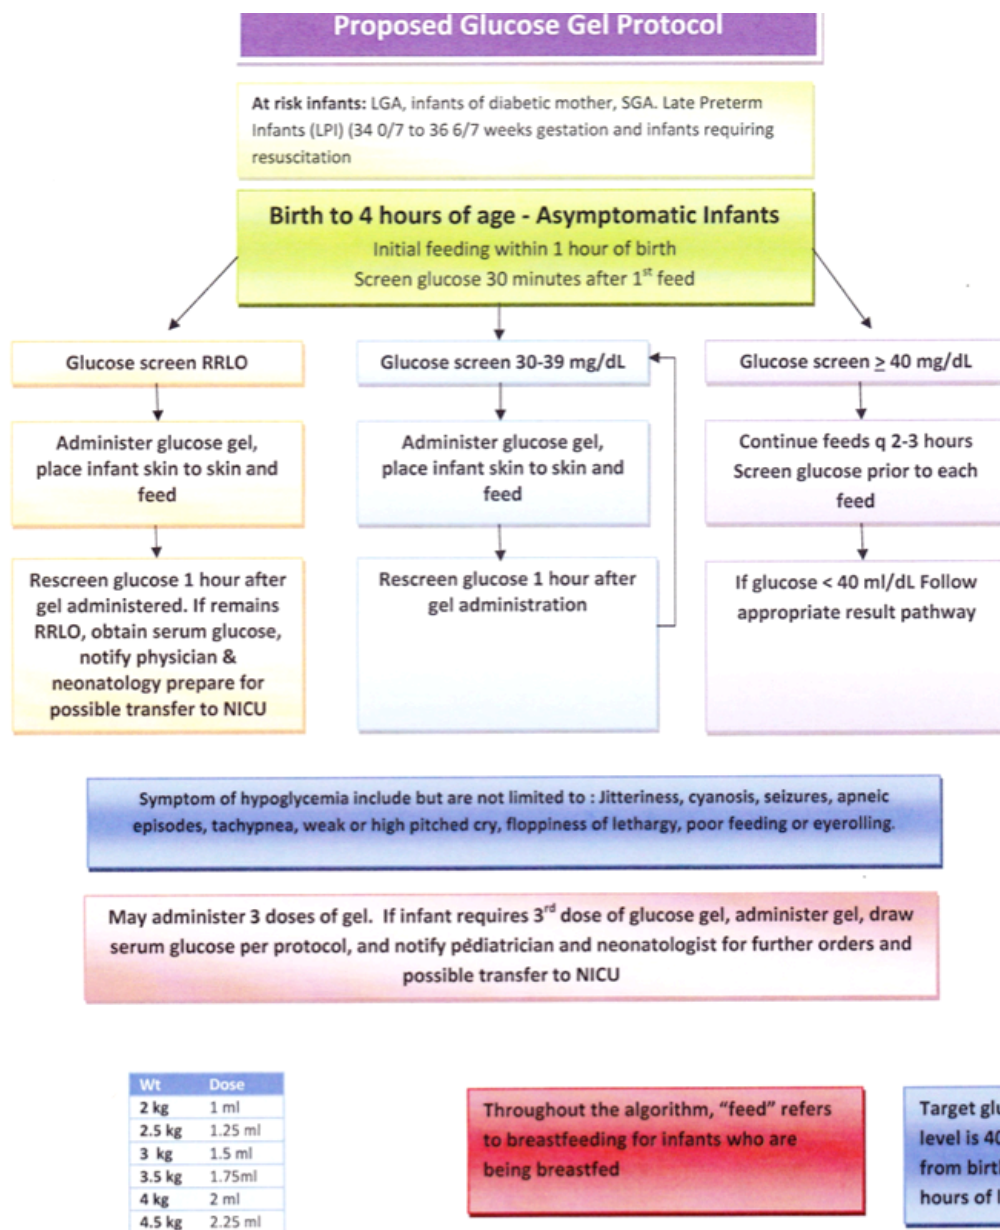 Proposed Glucose Gel Protocol
At risk infants: LGA, infants of diabetic mother, SGA. Late Preterm
Infants (LPI) (34 0/7 to 36 6/7 weeks gestation and infants requiring
resuscitation
Birth to 4 hours of age - Asymptomatic Infants
Initial feeding within 1 hour of birth
Screen glucose 30 minutes after 1st feed
Glucose screen RRLO
Administer glucose gel,
place infant skin to skin and
feed
Rescreen glucose 1 hour after
gel administered. If remains
RRLO, obtain serum glucose,
notify physician &
neonatology prepare for
possible transfer to NICU
Glucose screen 30-39 mg/dL
Administer glucose gel,
place infant skin to skin and
feed
Rescreen glucose 1 hour after
gel administration
Glucose screen ≥ 40 mg/dL
Continue feeds q 2-3 hours
Screen glucose prior to each
feed
If glucose < 40 ml/dL Follow
appropriate result pathway
Symptom of hypoglycemia include but are not limited to : Jitteriness, cyanosis, seizures, apneic
episodes, tachypnea, weak or high pitched cry, floppiness of lethargy, poor feeding or eyerolling.
May administer 3 doses of gel. If infant requires 3rd dose of glucose gel, administer gel, draw
serum glucose per protocol, and notify pediatrician and neonatologist for further orders and
possible transfer to NICU
Wt Dose
2 kg 1 ml
2.5 kg 1.25 ml
3 kg 1.5 ml
3.5 kg 1.75ml
4 kg 2 ml
4.5 kg 2.25 ml
Throughout the algorithm, “feed” refers
to breastfeeding for infants who are
being breastfed
Target
level is 40
from
hours of